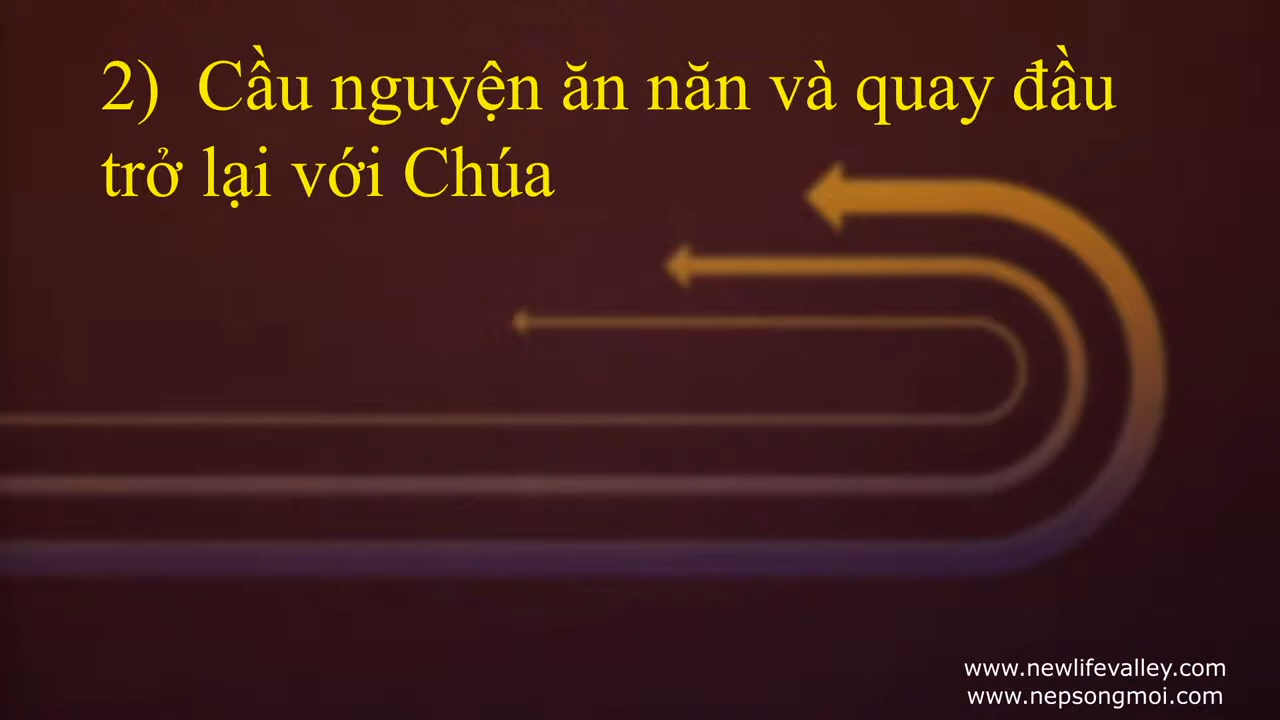 2) Cầu nguyện ăn năn và quay đầu
trở lại với Chúa
www.newlifevalley.com
www.nepsongmoi.com